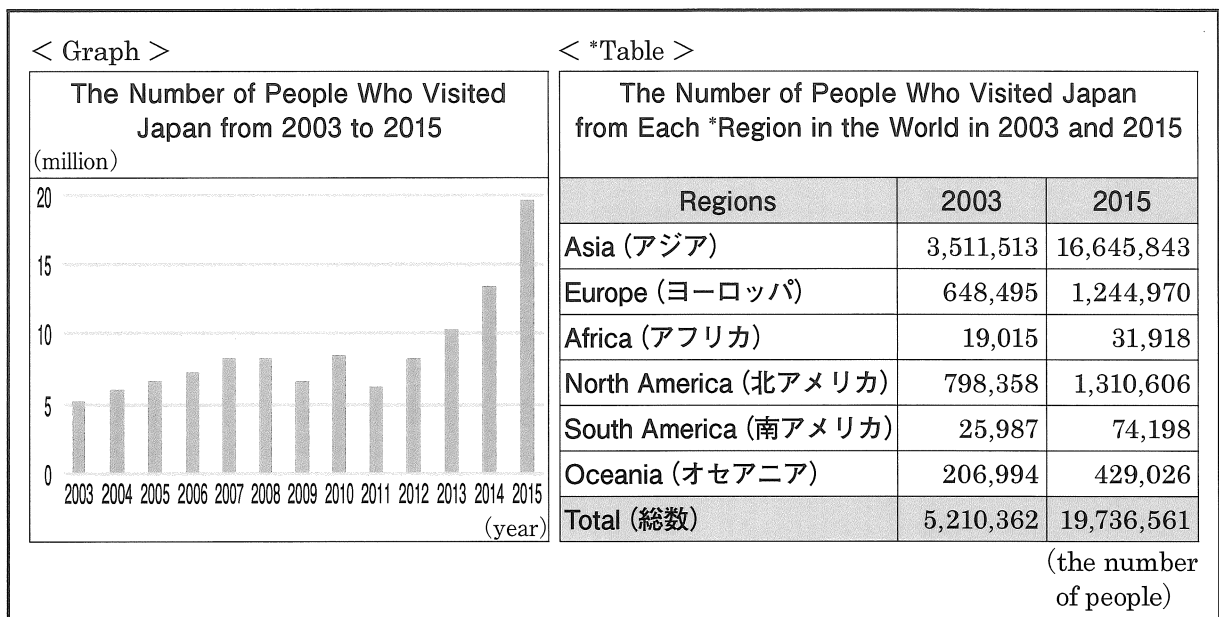 < Graph >
The Number of People Who Visited
Japan from 2003 to 2015
(million)
20
15
10
5
0
2003 2004 2005 2006 2007 2008 2009 2010 2011 2012 2013 2014 2015
(year)
< *Table >
The Number of People Who Visited Japan
from Each *Region in the World in 2003 and 2015
Regions 2003 2015
Asia (アジア) 3,511,513 16,645,843
Europe (ヨーロッパ) 648,495 1,244,970
Africa (アフリカ) 19,015 31,918
North America (北アメリカ) 798,358 1,310,606
South America (南アメリカ) 25,987 74,198
Oceania (オセアニア) 206,994 429,026
Total (総数) 5,210,362 19,736,561
(the number
of people)